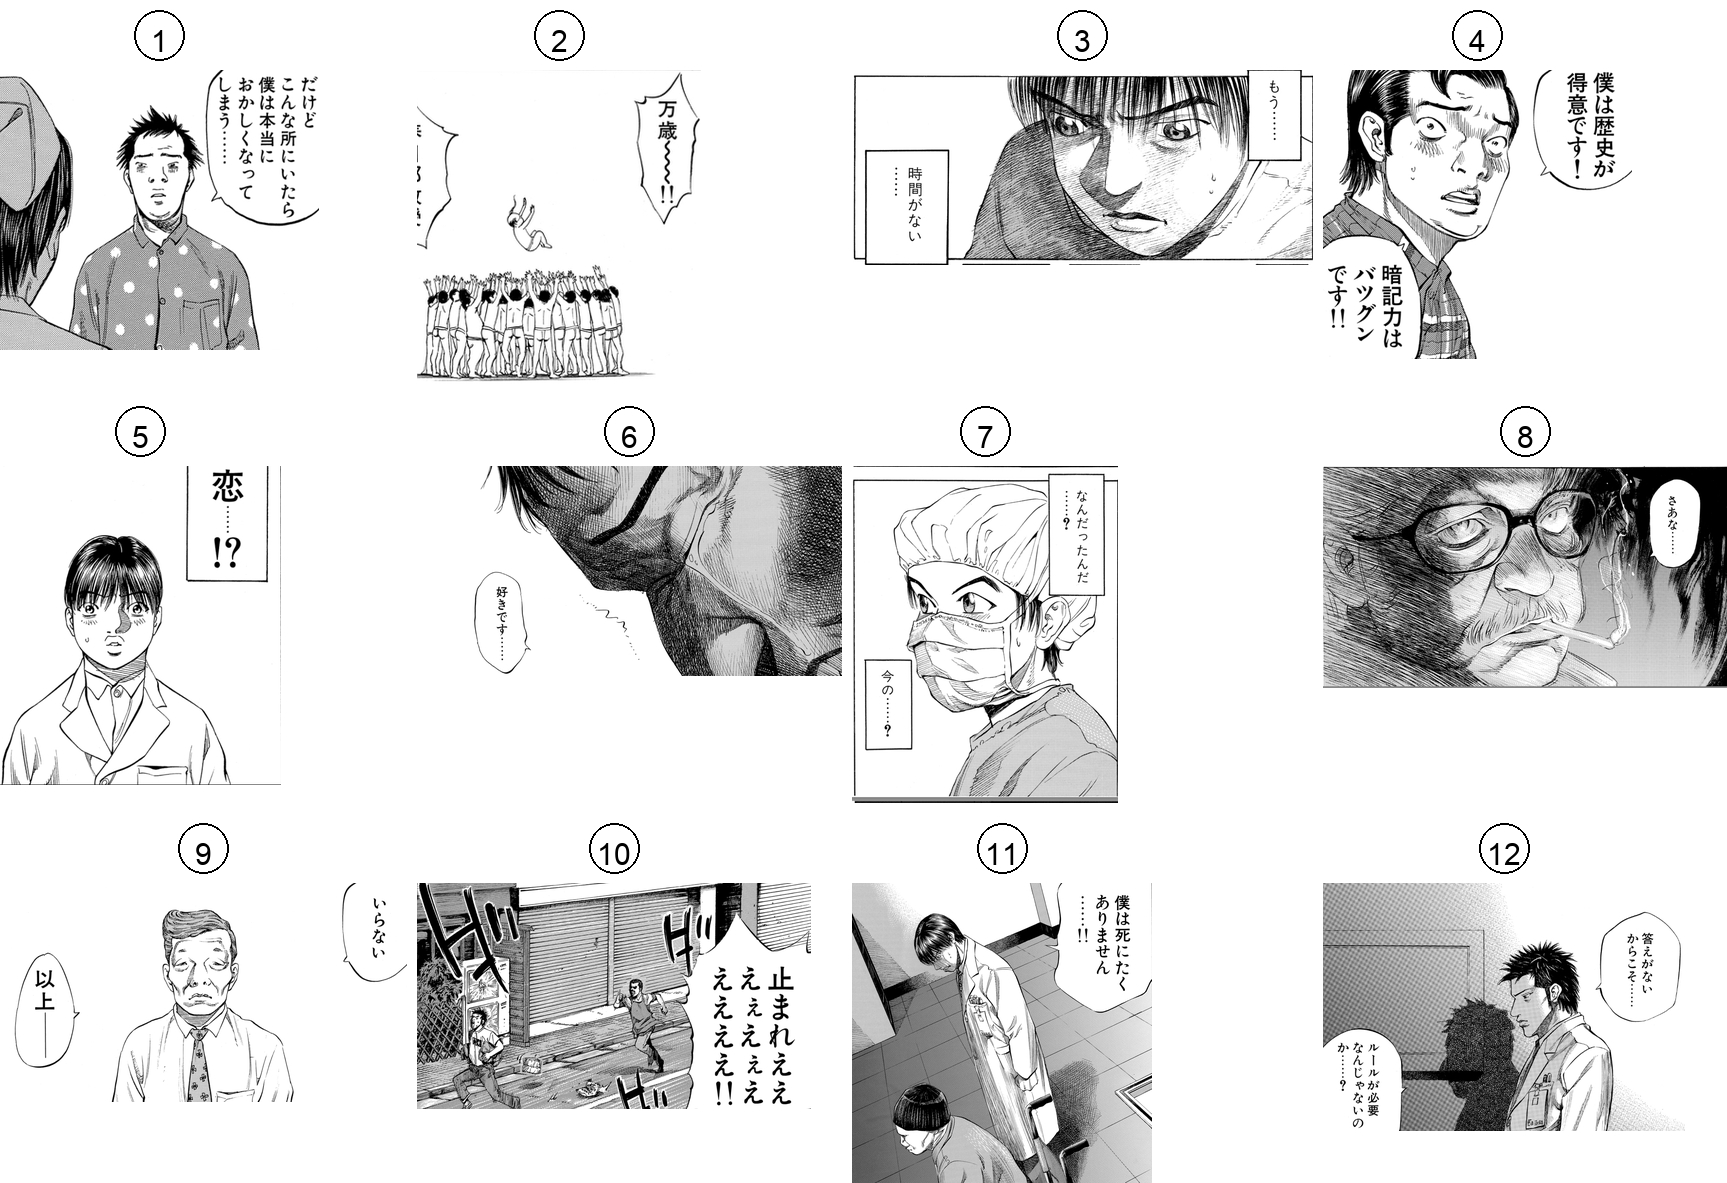 1
だけど
こんな所にいたら
僕は本当に
おかしくなって
しまう……
2
万歳〜〜〜!!
3
もう……
時間がない
……
4
僕は歴史が
得意です!
暗記力は
バツグン
です!!
5
恋……!?
6
好きです……
7
なんだったんだ
……?
今の……?
8
さあな……
9
いらない
以上——
10
止まれええ
えぇえぇえ
ええええ!!
11
僕は死にたく
ありません
……!!
12
答えがない
からこそ……
ルールが必要
なんじゃないの
か……?